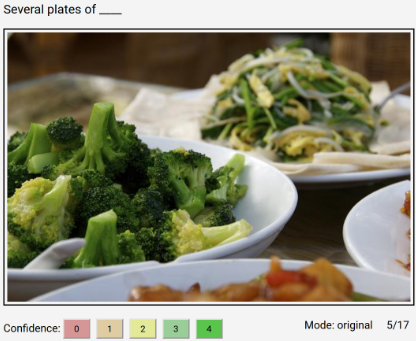 Several plates of ____
Confidence: 0 1 2 3 4 Mode: original 5/17